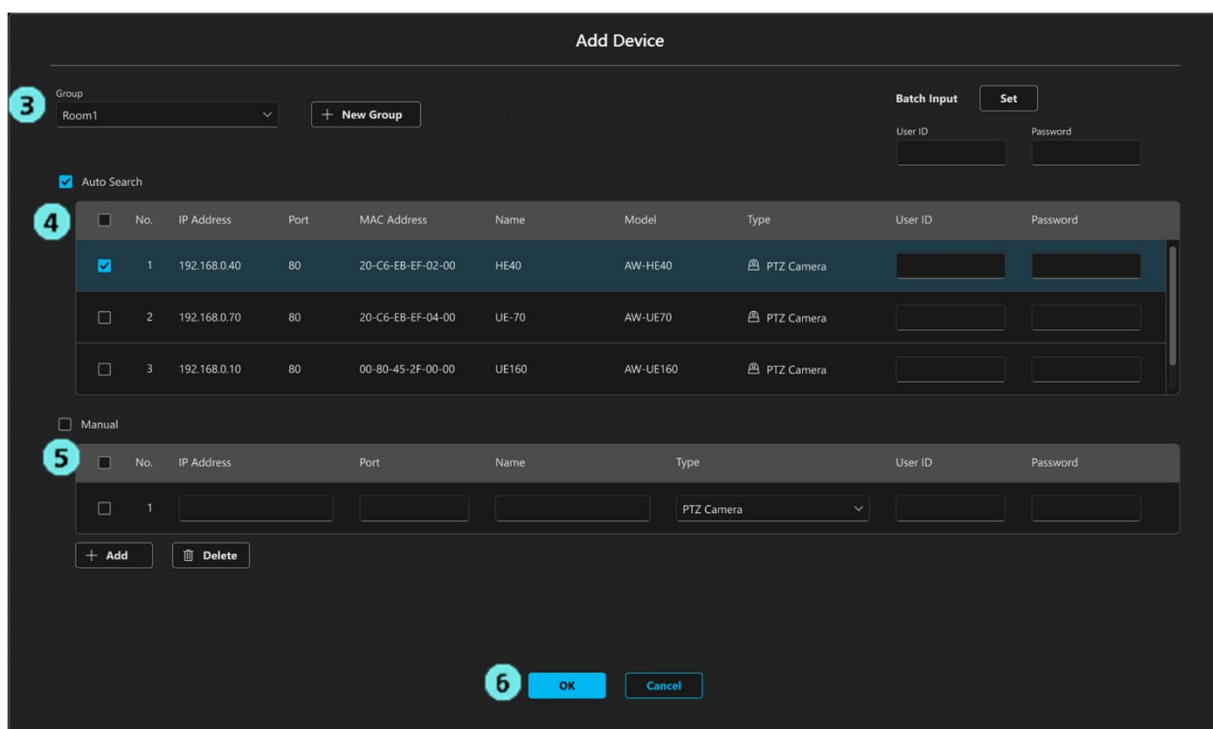 Add Device
3
Group
Room1
+ New Group
Batch Input Set
User ID Password
Auto Search
4
No. IP Address Port MAC Address Name Model Type User ID Password
1 192.168.0.40 80 20-C6-EB-EF-02-00 HE40 AW-HE40 PTZ Camera
2 192.168.0.70 80 20-C6-EB-EF-04-00 UE-70 AW-UE70 PTZ Camera
3 192.168.0.10 80 00-80-45-2F-00-00 UE160 AW-UE160 PTZ Camera
Manual
5
No. IP Address Port Name Type User ID Password
1 PTZ Camera
+ Add Delete
6
OK Cancel